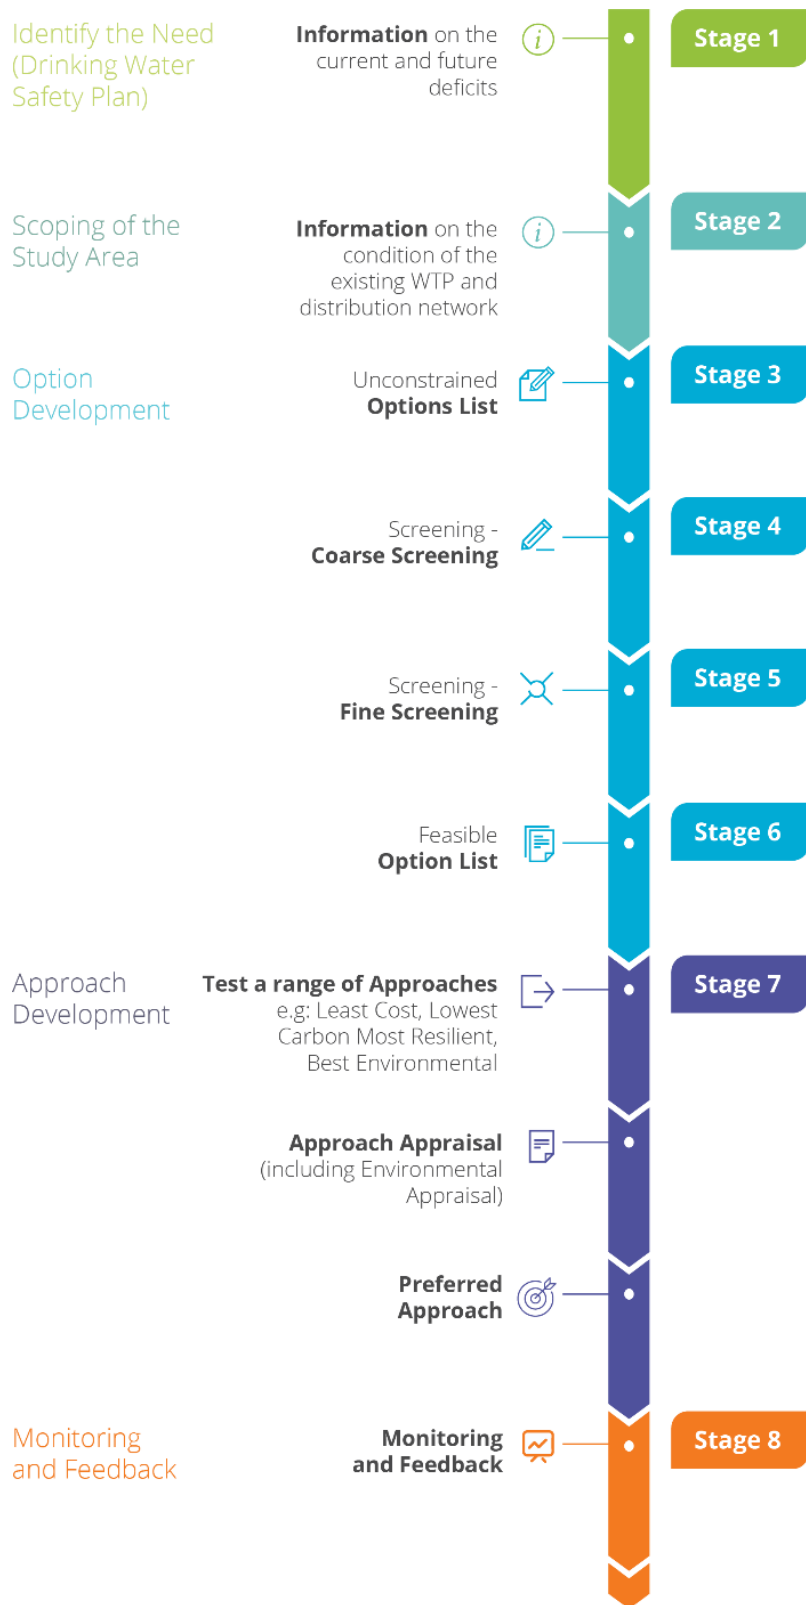 Identify the Need
(Drinking Water
Safety Plan)
Information on the
current and future
deficits
i
Stage 1
Scoping of the
Study Area
Information on the
condition of the
existing WTP and
distribution network
i
Stage 2
Option
Development
Unconstrained
Options List
Stage 3
Screening -
Coarse Screening
Stage 4
Screening -
Fine Screening
Stage 5
Feasible
Option List
Stage 6
Approach
Development
Test a range of Approaches
e.g: Least Cost, Lowest
Carbon Most Resilient,
Best Environmental
Stage 7
Approach Appraisal
(including Environmental
Appraisal)
Preferred
Approach
Monitoring
and Feedback
Monitoring
and Feedback
Stage 8